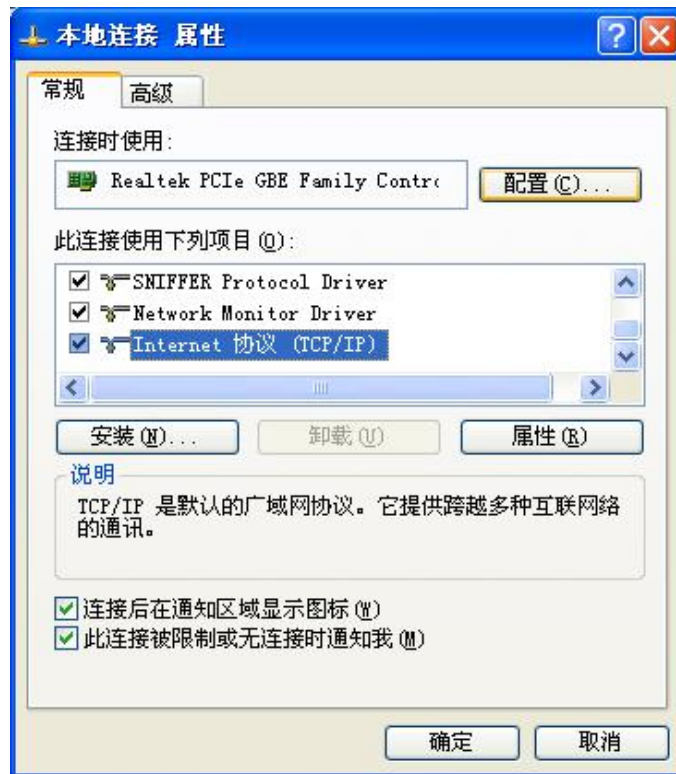 本地连接 属性
常规 高级
连接时使用:
Realtek PCIe GBE Family Contr
配置(C)...
此连接使用下列项目(O):
SNIFFER Protocol Driver
Network Monitor Driver
Internet 协议 (TCP/IP)
安装(N)... 卸载(U) 属性(R)
说明
TCP/IP 是默认的广域网协议。它提供跨越多种互联网络
的通讯。
连接后在通知区域显示图标(W)
此连接被限制或无连接时通知我(M)
确定 取消